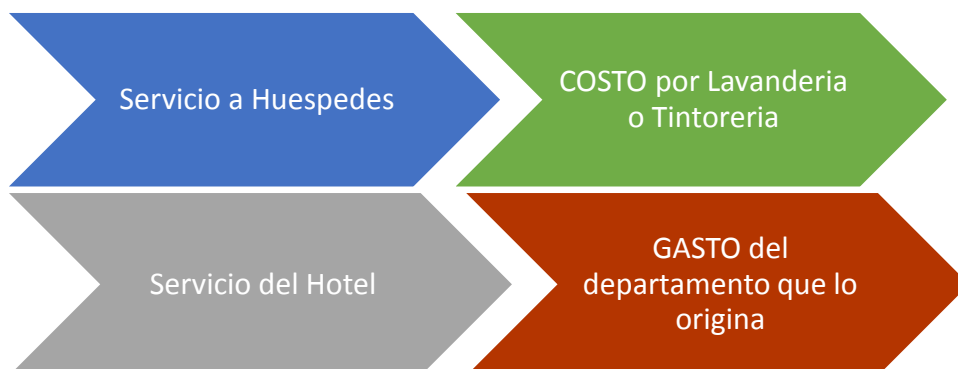 Servicio a Huespedes
COSTO por Lavanderia
o Tintoreria
Servicio del Hotel
GASTO del
departamento que lo
origina